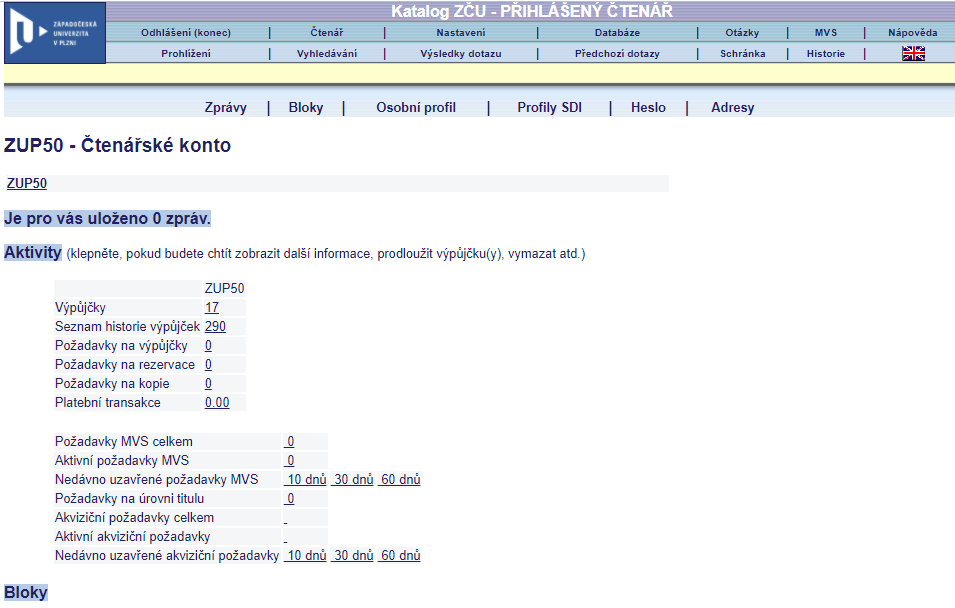 Katalog ZČU - PŘIHLÁŠENÝ ČTENÁŘ
ZÁPADOČESKÁ
UNIVERZITA
V PLZNI
Odhlášení (konec) | Čtenář | Nastavení | Databáze | Otázky | MVS | Nápověda
Prohlížení | Vyhledávání | Výsledky dotazu | Předchozí dotazy | Schránka | Historie |
Zprávy | Bloky | Osobní profil | Profily SDI | Heslo | Adresy
ZUP50 - Čtenářské konto
ZUP50
Je pro vás uloženo 0 zpráv.
Aktivity (klepněte, pokud budete chtít zobrazit další informace, prodloužit výpůjčku(y), vymazat atd.)
ZUP50
Výpůjčky 17
Seznam historie výpůjček 290
Požadavky na výpůjčky 0
Požadavky na rezervace 0
Požadavky na kopie 0
Platební transakce 0.00
Požadavky MVS celkem 0
Aktivní požadavky MVS 0
Nedávno uzavřené požadavky MVS 10 dnů 30 dnů 60 dnů
Požadavky na úrovni titulu 0
Akviziční požadavky celkem
Aktivní akviziční požadavky
Nedávno uzavřené akviziční požadavky 10 dnů 30 dnů 60 dnů
Bloky